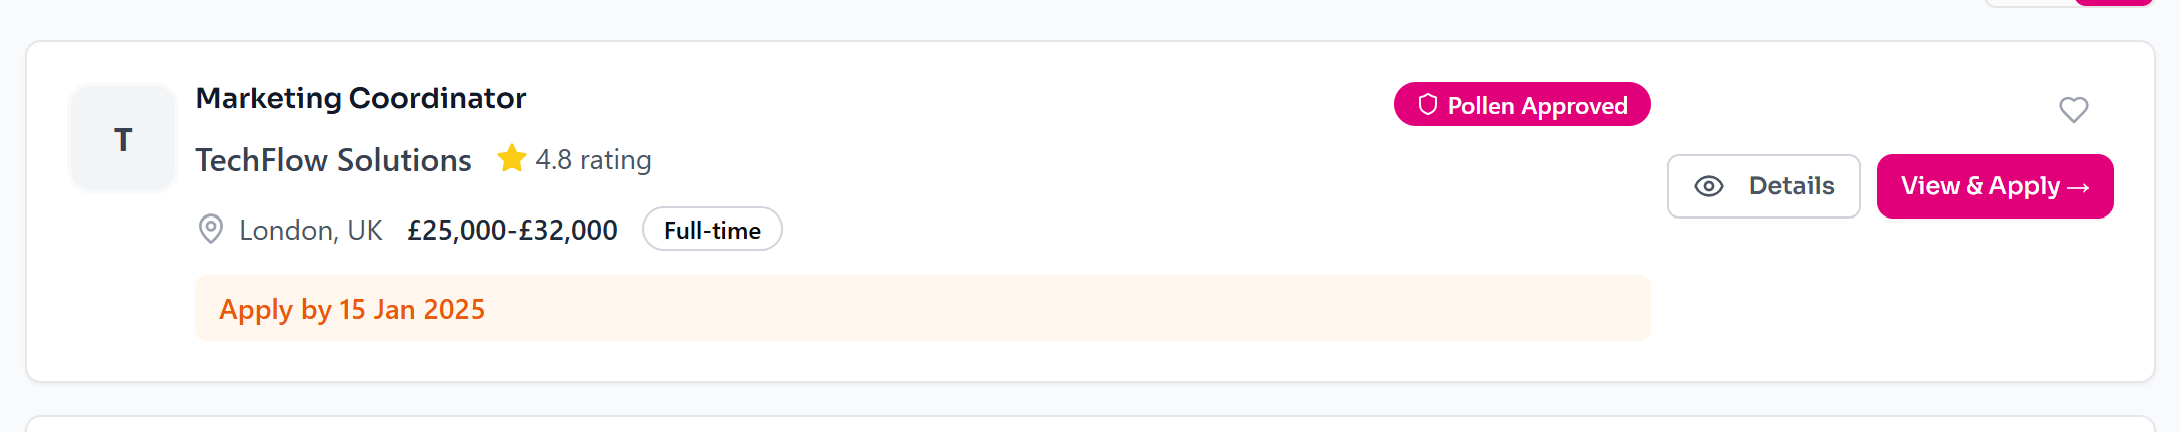 T
Marketing Coordinator
Pollen Approved
TechFlow Solutions 4.8 rating
Details
View & Apply →
London, UK £25,000-£32,000 Full-time
Apply by 15 Jan 2025